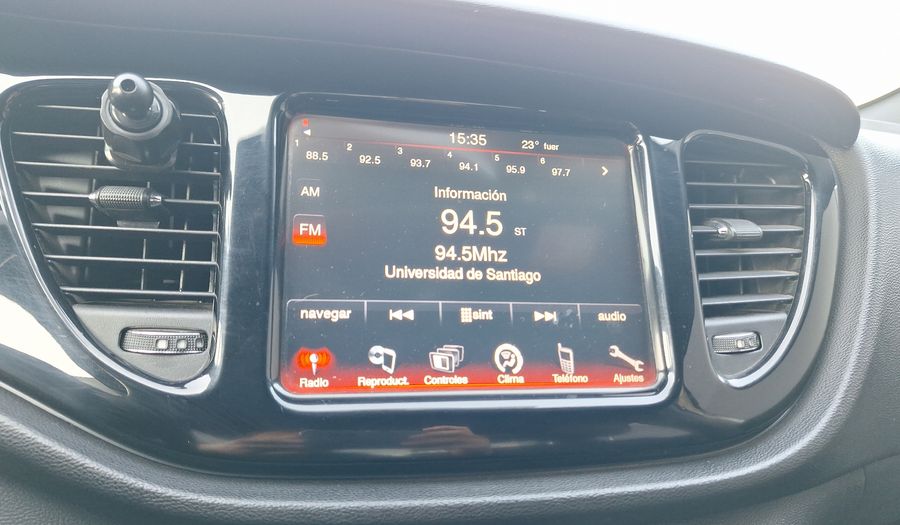 15:35 23° fuer
1 88.5 2 92.5 3 93.7 4 94.1 5 95.9 6 97.7
AM
Información
FM
94.5 ST
94.5Mhz
Universidad de Santiago
navegar sint audio
Radio Reproduct. Controles Clima Teléfono Ajustes